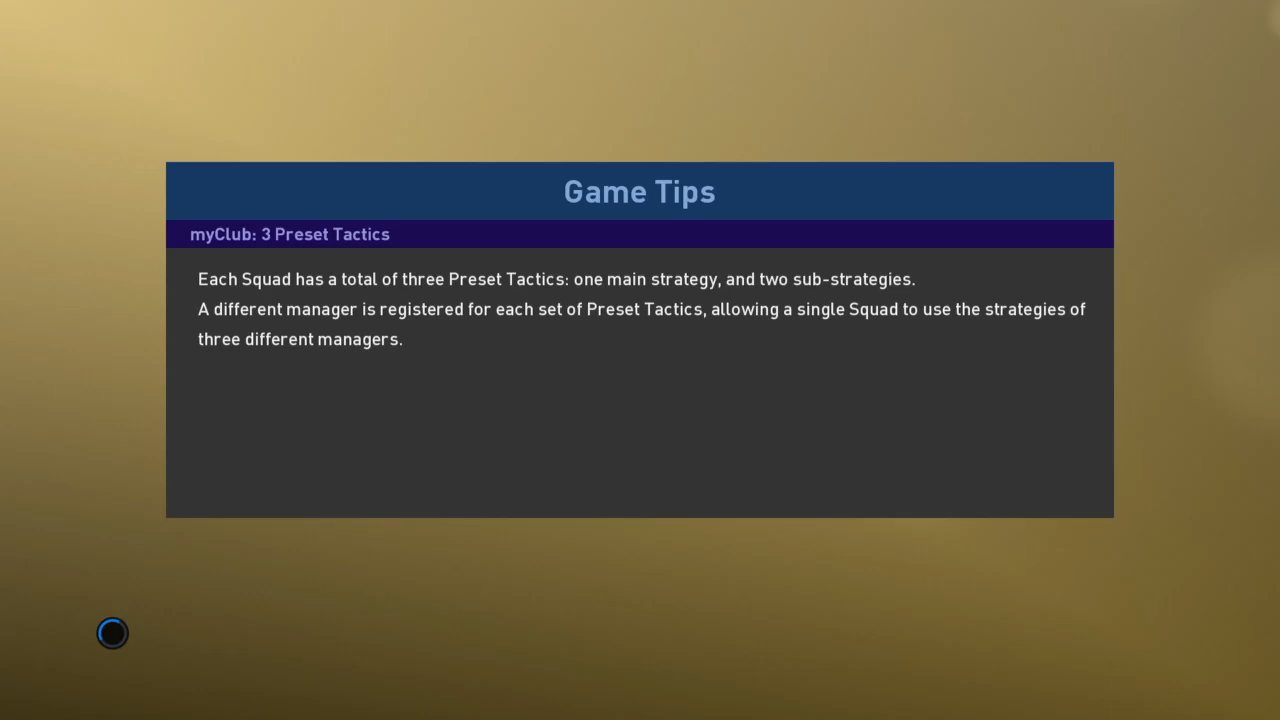 Game Tips
myClub: 3 Preset Tactics
Each Squad has a total of three Preset Tactics: one main strategy, and two sub-strategies.
A different manager is registered for each set of Preset Tactics, allowing a single Squad to use the strategies of
three different managers.